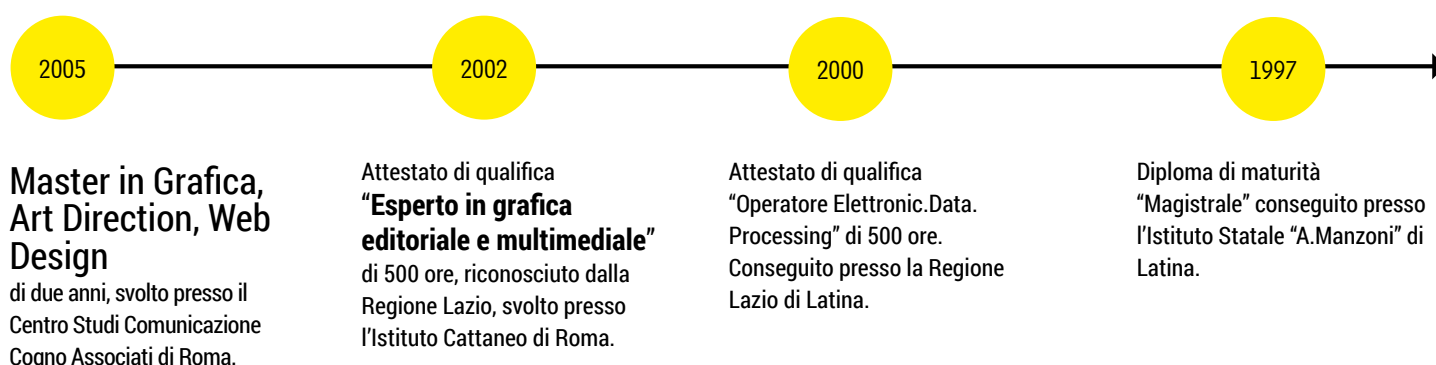 2005
2002
2000
1997
Master in Grafica,
Art Direction, Web
Design
di due anni, svolto presso il
Centro Studi Comunicazione
Cogno Associati di Roma.
Attestato di qualifica
“Esperto in grafica
editoriale e multimediale”
di 500 ore, riconosciuto dalla
Regione Lazio, svolto presso
l’Istituto Cattaneo di Roma.
Attestato di qualifica
“Operatore Elettronic.Data.
Processing” di 500 ore.
Conseguito presso la Regione
Lazio di Latina.
Diploma di maturità
“Magistrale” conseguito presso
l’Istituto Statale “A.Manzoni” di
Latina.